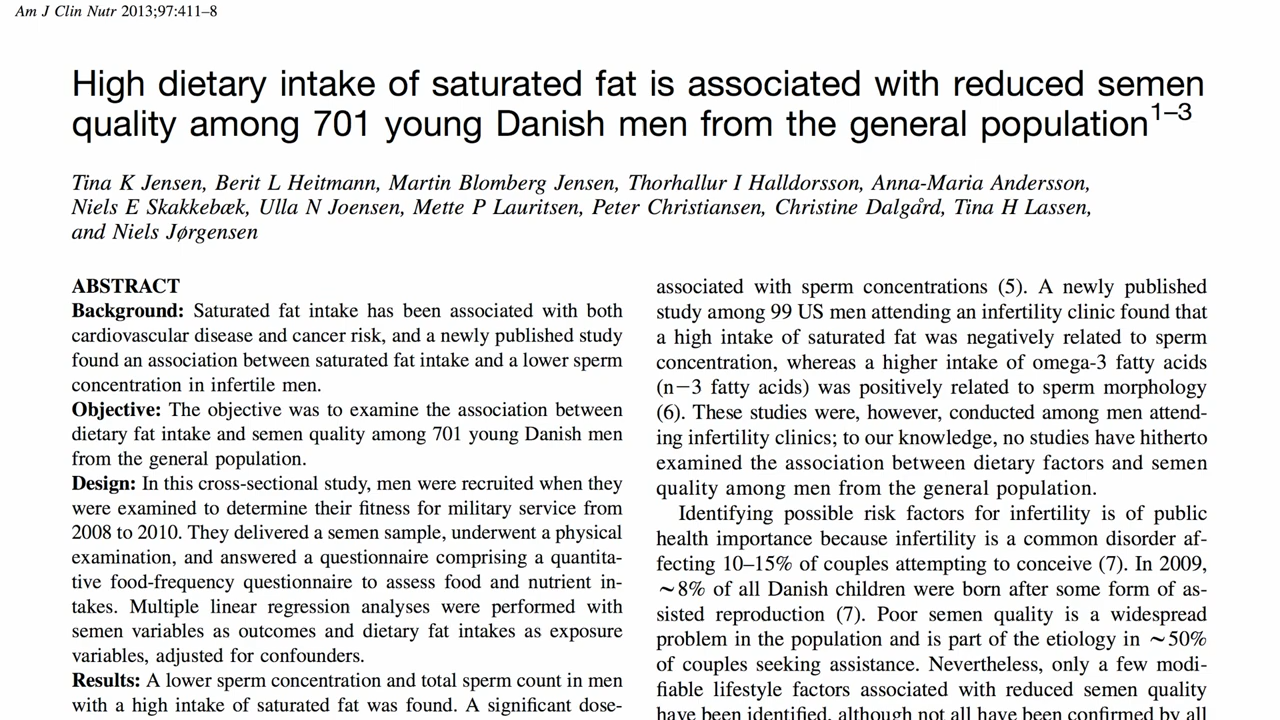 Am J Clin Nutr 2013;97:411–8
High dietary intake of saturated fat is associated with reduced semen
quality among 701 young Danish men from the general population1–3
Tina K Jensen, Berit L Heitmann, Martin Blomberg Jensen, Thorhallur I Halldorsson, Anna-Maria Andersson,
Niels E Skakkebæk, Ulla N Joensen, Mette P Lauritsen, Peter Christiansen, Christine Dalgård, Tina H Lassen,
and Niels Jørgensen
ABSTRACT
Background: Saturated fat intake has been associated with both
cardiovascular disease and cancer risk, and a newly published study
found an association between saturated fat intake and a lower sperm
concentration in infertile men.
Objective: The objective was to examine the association between
dietary fat intake and semen quality among 701 young Danish men
from the general population.
Design: In this cross-sectional study, men were recruited when they
were examined to determine their fitness for military service from
2008 to 2010. They delivered a semen sample, underwent a physical
examination, and answered a questionnaire comprising a quantita-
tive food-frequency questionnaire to assess food and nutrient in-
takes. Multiple linear regression analyses were performed with
semen variables as outcomes and dietary fat intakes as exposure
variables, adjusted for confounders.
Results: A lower sperm concentration and total sperm count in men
with a high intake of saturated fat was found. A significant dose-
associated with sperm concentrations (5). A newly published
study among 99 US men attending an infertility clinic found that
a high intake of saturated fat was negatively related to sperm
concentration, whereas a higher intake of omega-3 fatty acids
(n−3 fatty acids) was positively related to sperm morphology
(6). These studies were, however, conducted among men attend-
ing infertility clinics; to our knowledge, no studies have hitherto
examined the association between dietary factors and semen
quality among men from the general population.
Identifying possible risk factors for infertility is of public
health importance because infertility is a common disorder af-
fecting 10–15% of couples attempting to conceive (7). In 2009,
~8% of all Danish children were born after some form of as-
sisted reproduction (7). Poor semen quality is a widespread
problem in the population and is part of the etiology in ~50%
of couples seeking assistance. Nevertheless, only a few modi-
fiable lifestyle factors associated with reduced semen quality
have been identified, although not all have been confirmed by all